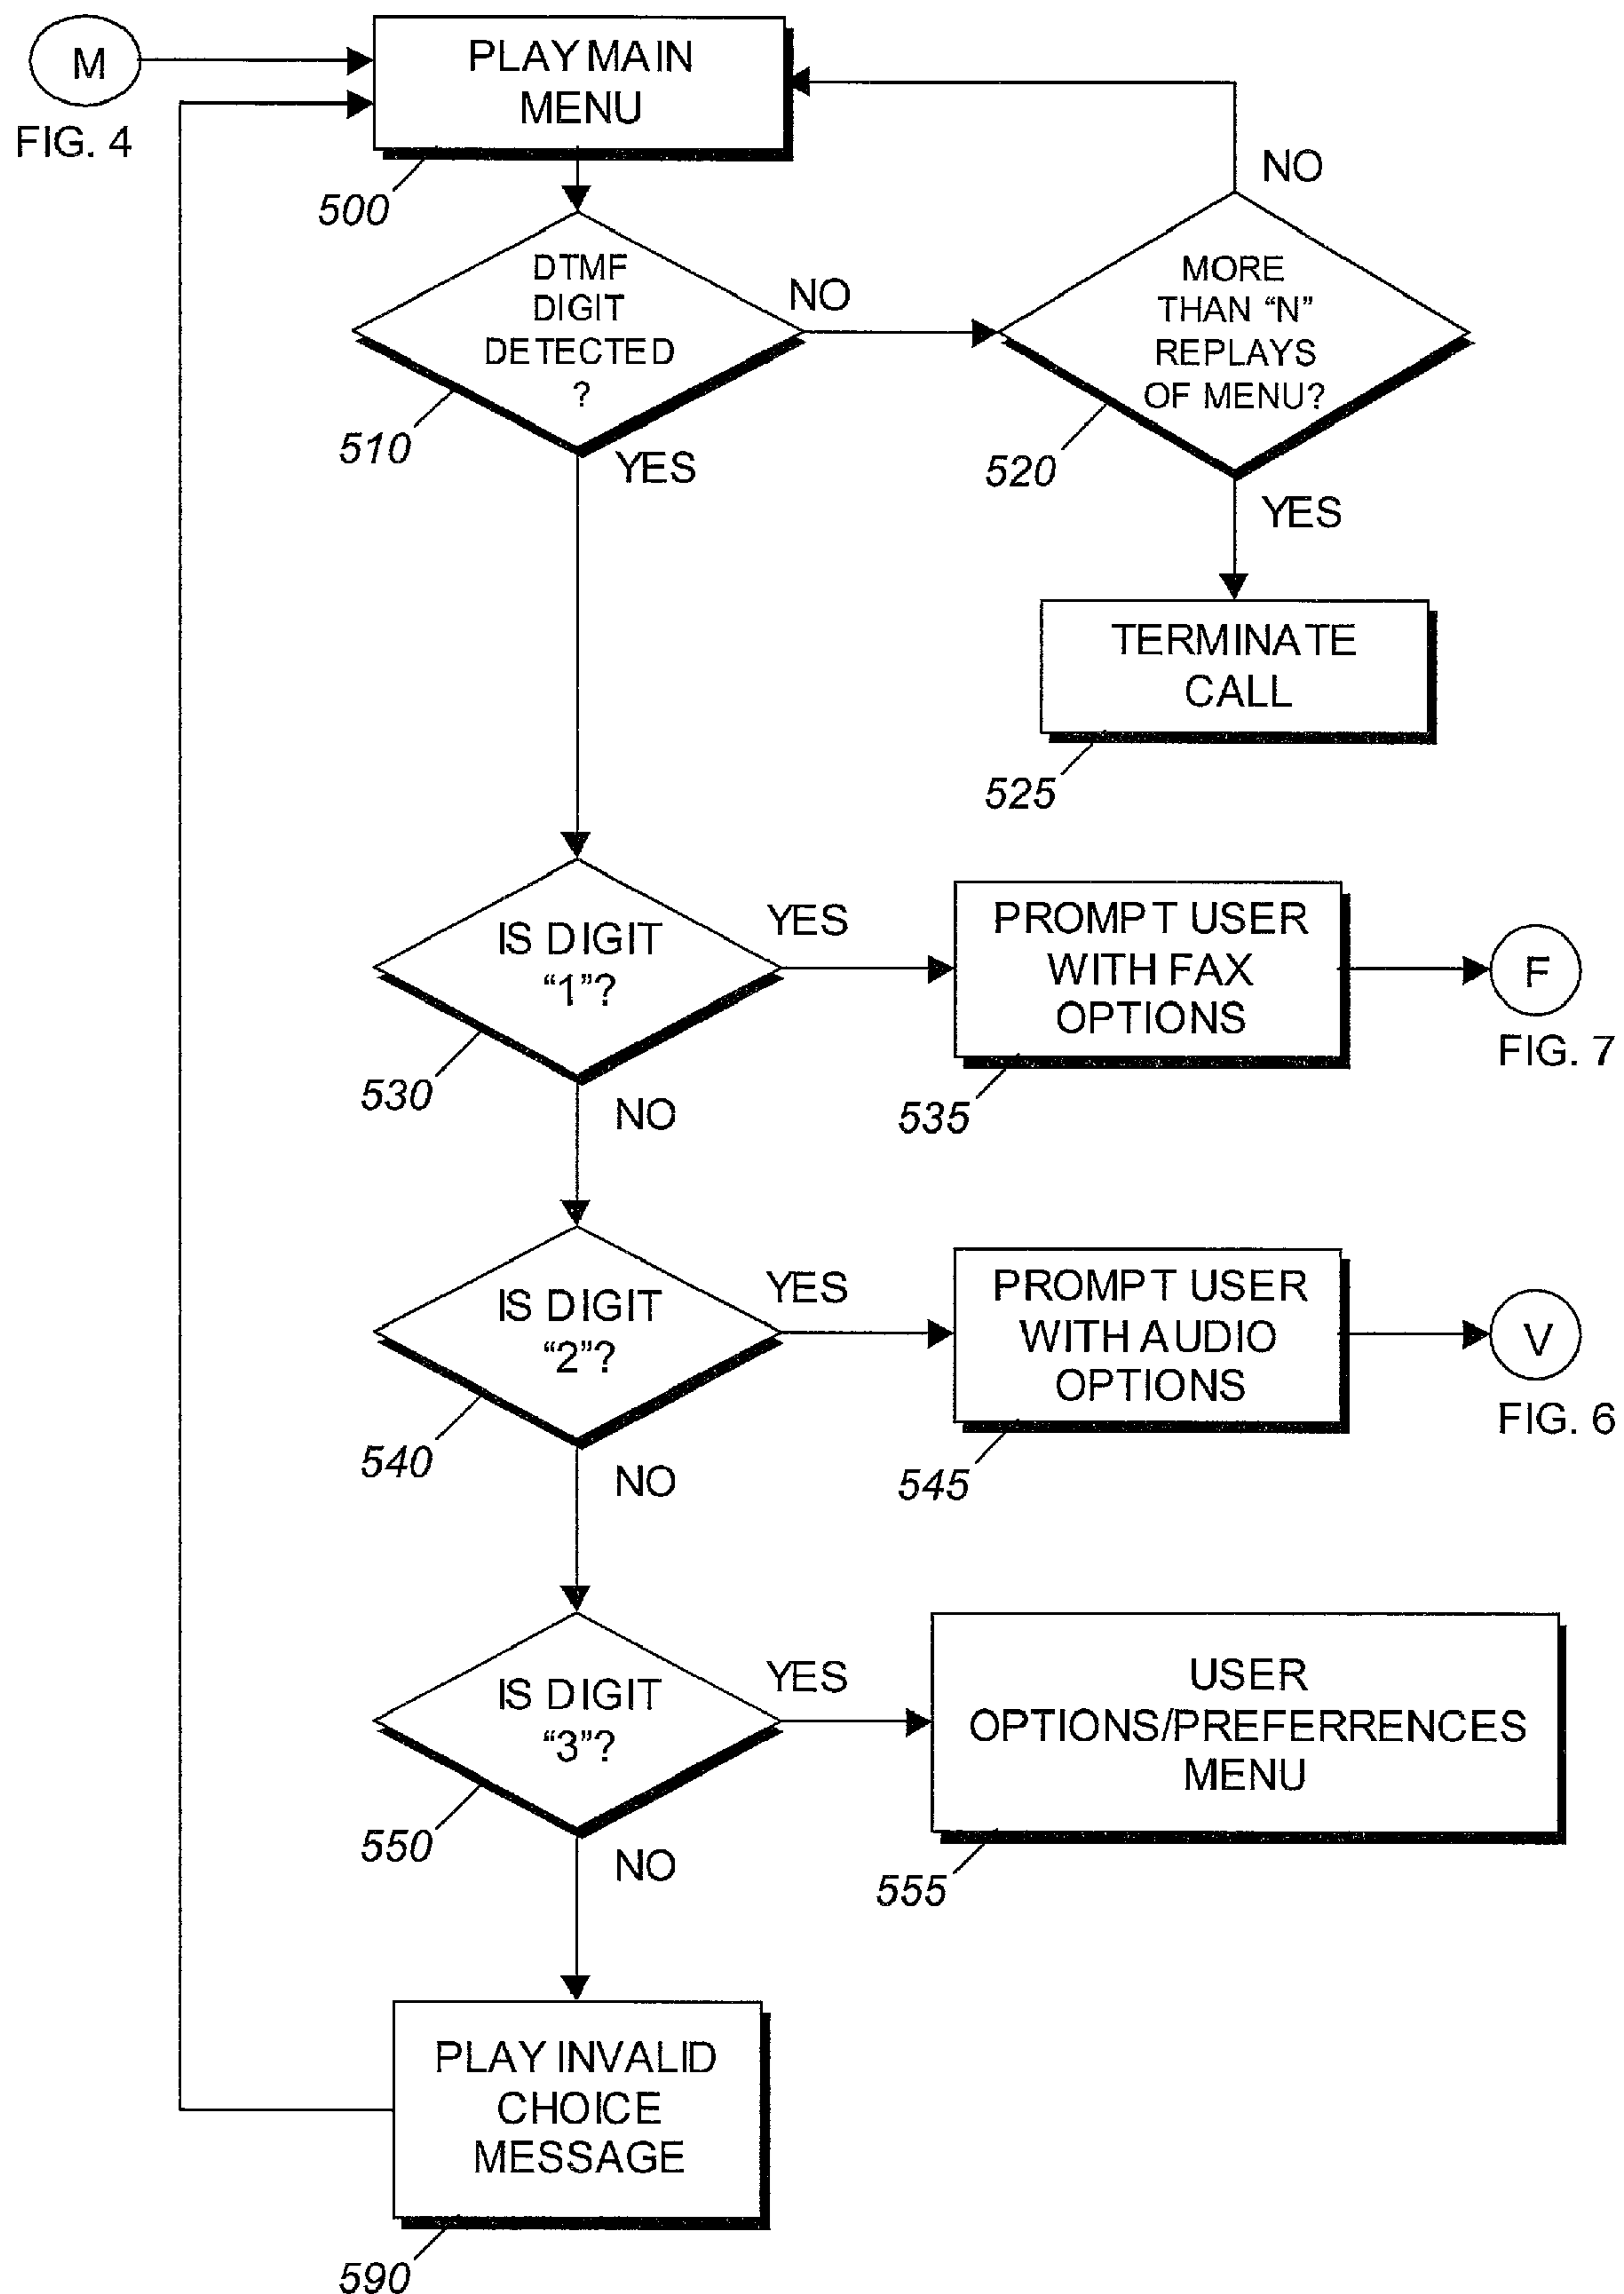 M
FIG. 4
PLAY MAIN
MENU
500
NO
DTMF
DIGIT
DETECTED
?
510
NO
YES
MORE
THAN “N”
REPLAYS
OF MENU?
520
YES
TERMINATE
CALL
525
IS DIGIT
“1”?
530
YES
NO
PROMPT USER
WITH FAX
OPTIONS
535
F
FIG. 7
IS DIGIT
“2”?
540
YES
NO
PROMPT USER
WITH AUDIO
OPTIONS
545
V
FIG. 6
IS DIGIT
“3”?
550
YES
NO
USER
OPTIONS/PREFERRENCES
MENU
555
PLAY INVALID
CHOICE
MESSAGE
590